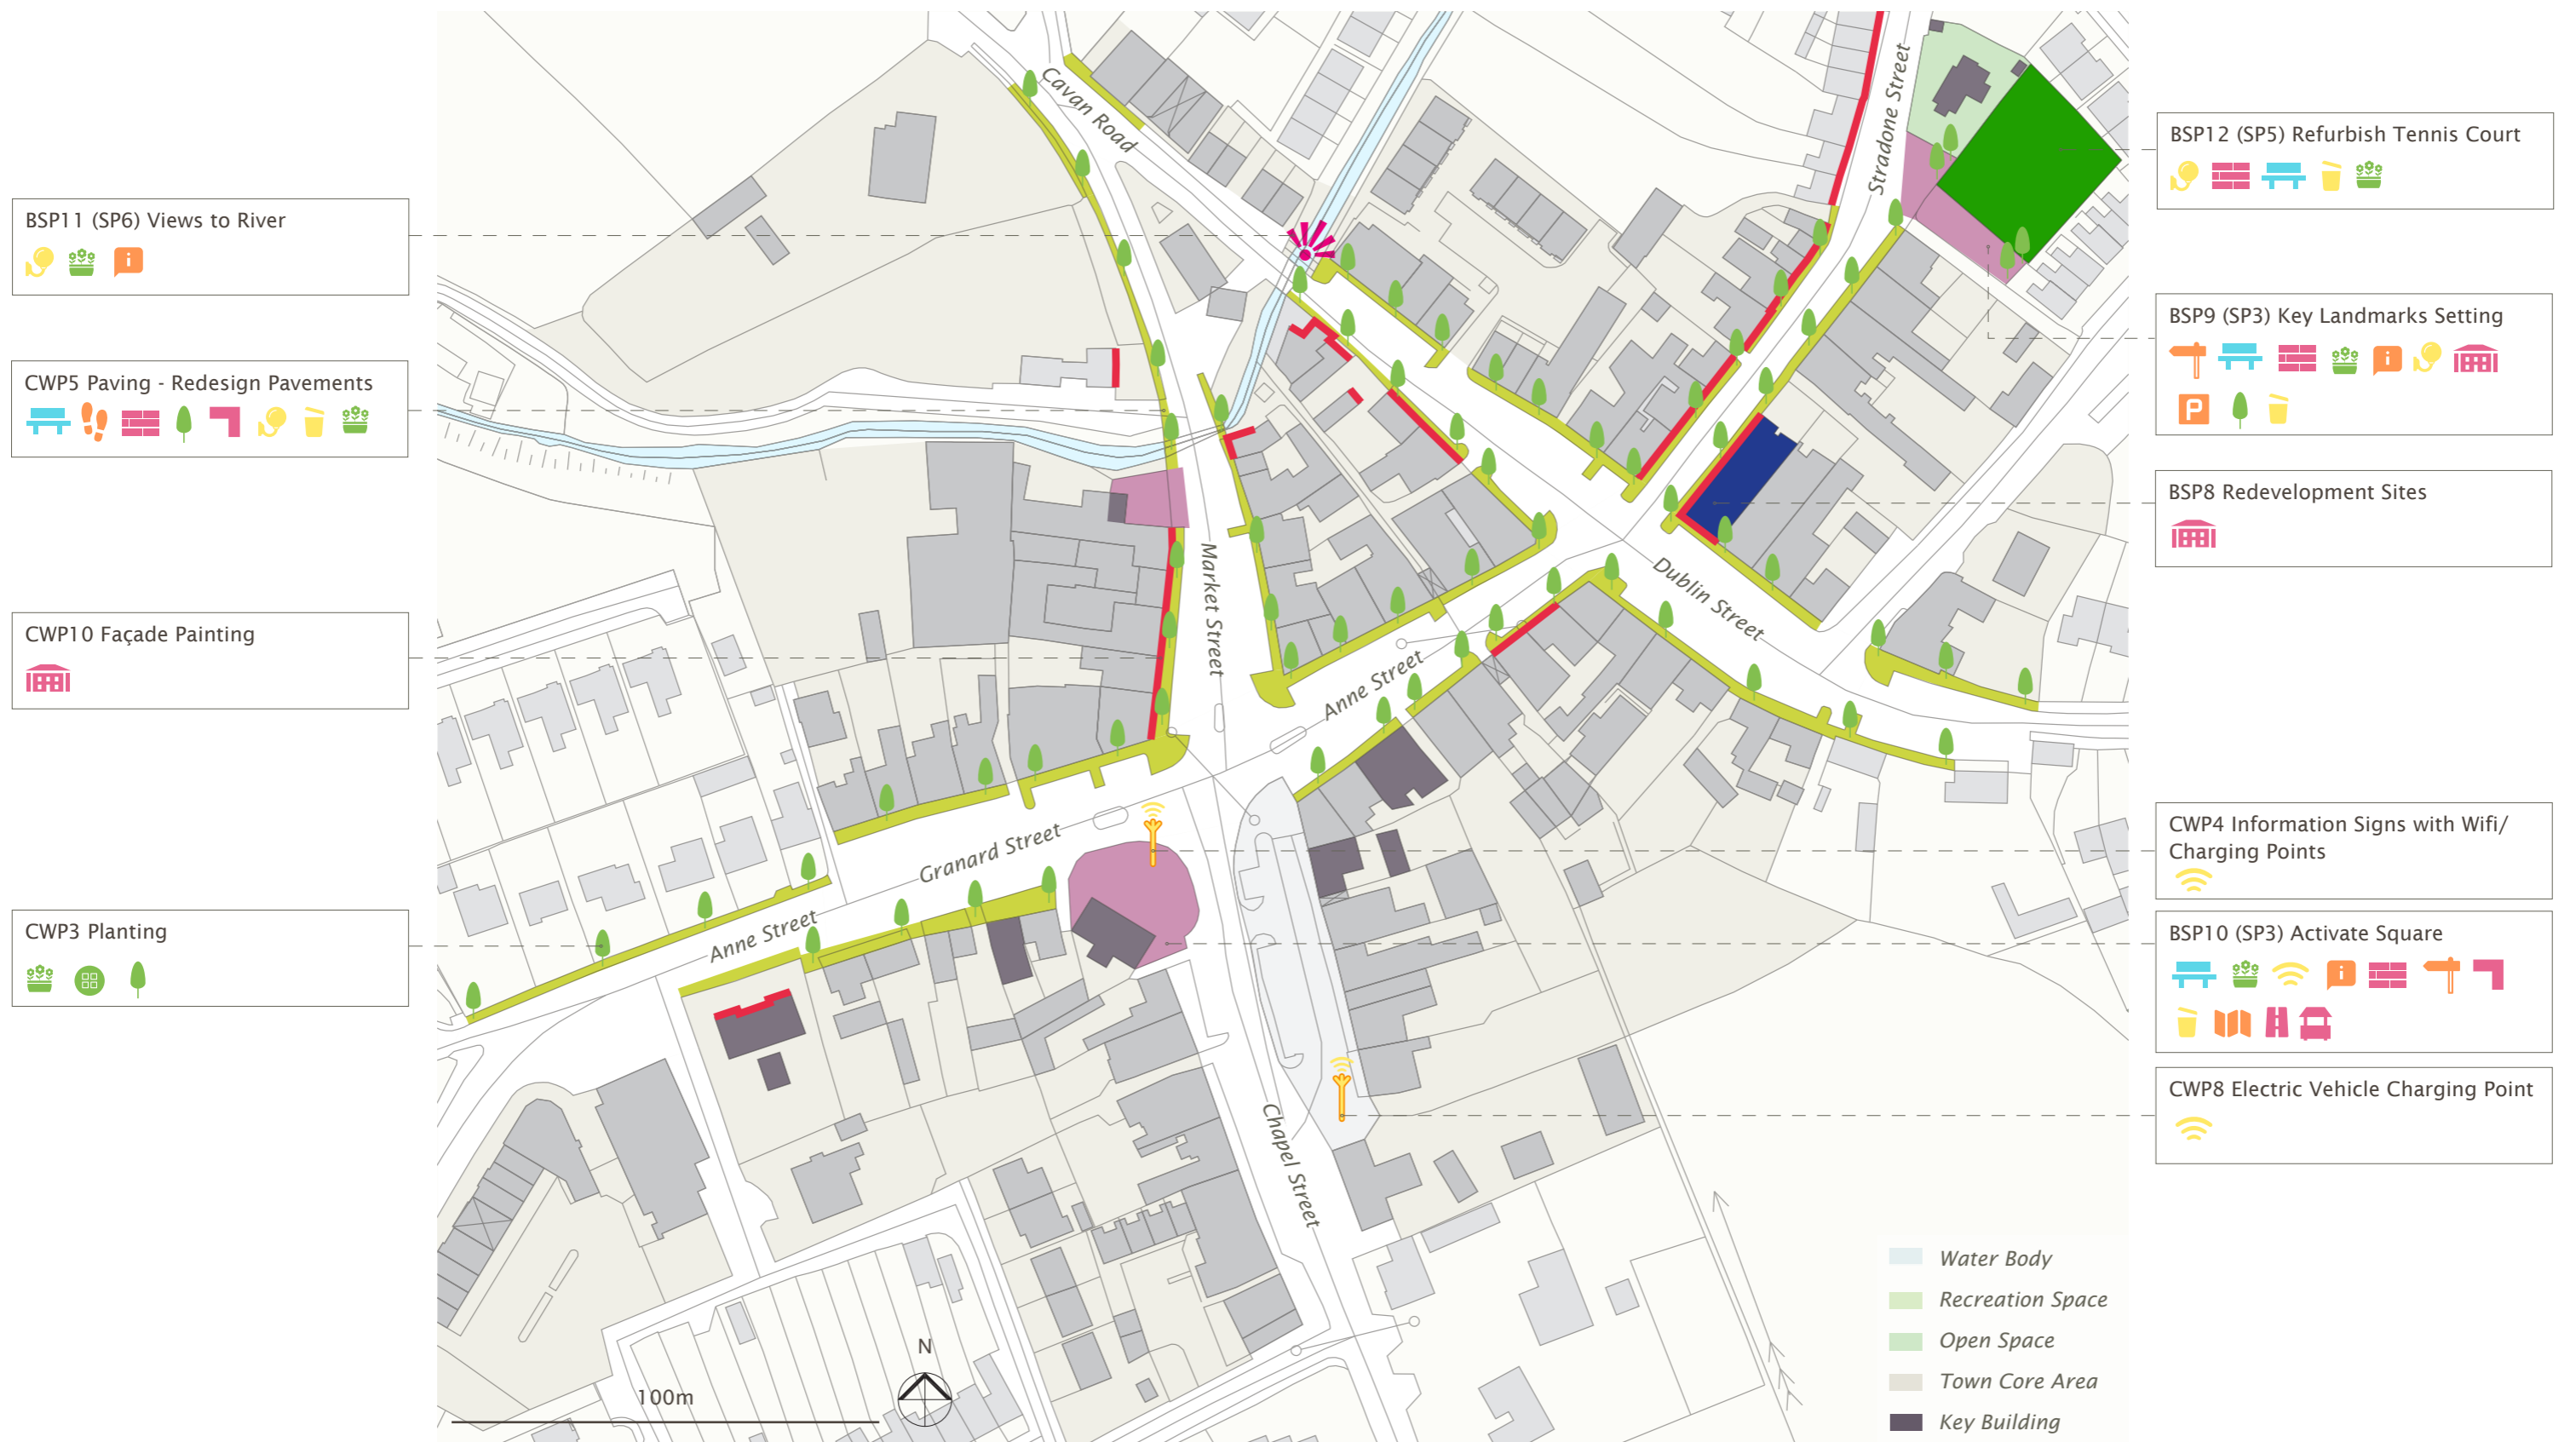 BSP11 (SP6) Views to River
CWP5 Paving - Redesign Pavements
CWP10 Façade Painting
CWP3 Planting
Cavan Road
Stradone Street
Market Street
Dublin Street
Anne Street
Granard Street
Anne Street
Chapel Street
N
100m
BSP12 (SP5) Refurbish Tennis Court
BSP9 (SP3) Key Landmarks Setting
P
BSP8 Redevelopment Sites
CWP4 Information Signs with Wifi/
Charging Points
BSP10 (SP3) Activate Square
CWP8 Electric Vehicle Charging Point
Water Body
Recreation Space
Open Space
Town Core Area
Key Building